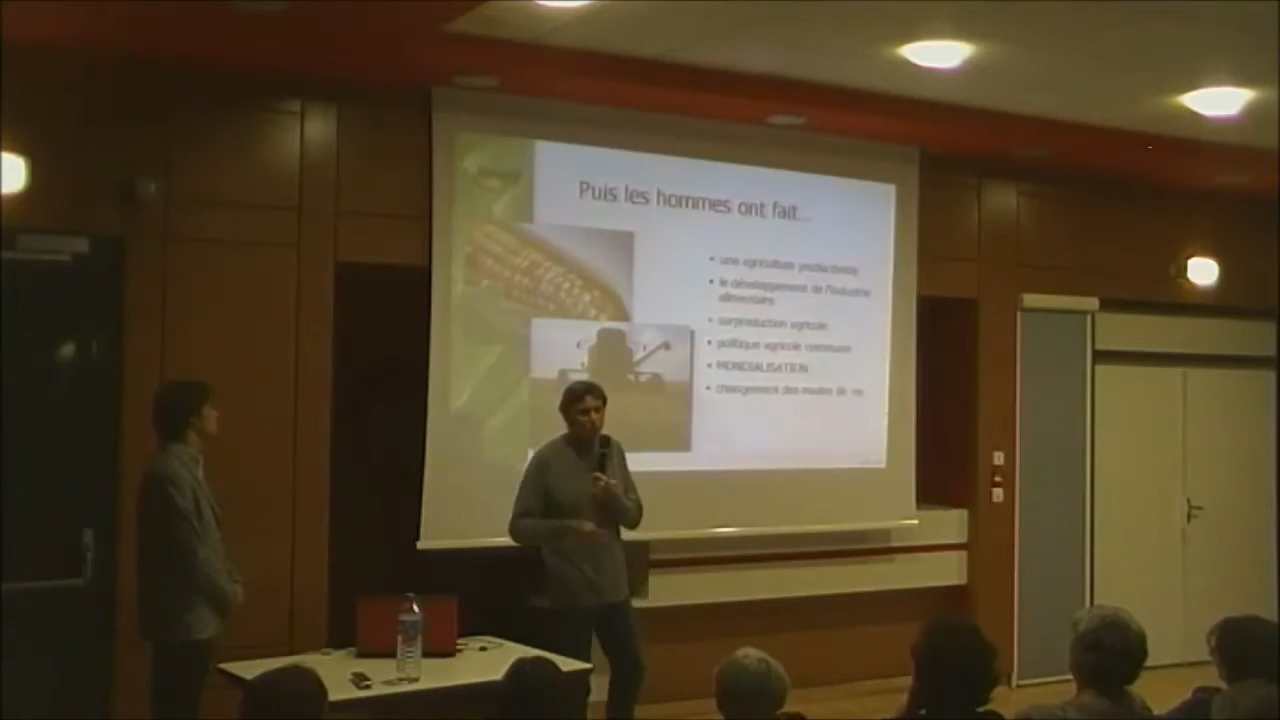 Puis les hommes ont fait...
• une agriculture productiviste
• le développement de l'industrie
alimentaire
• surproduction agricole
• politique agricole commune
• MONDIALISATION
• changement des modes de vie